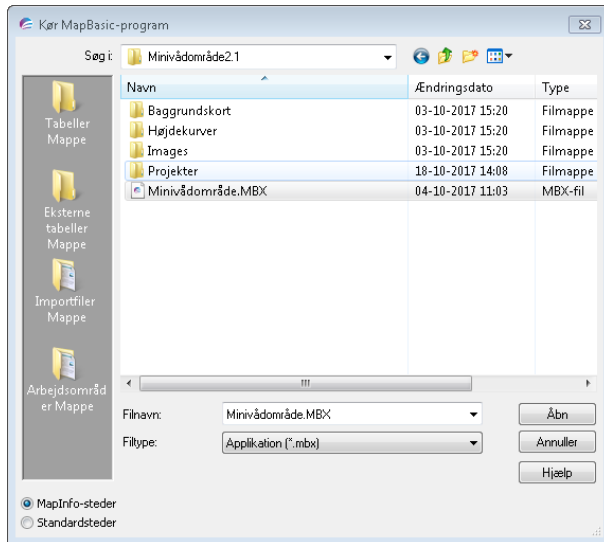 Kør MapBasic-program
Søg i: Minivådområde2.1
Navn Ændringsdato Type
Baggrundskort 03-10-2017 15:20 Filmappe
Højdekurver 03-10-2017 15:20 Filmappe
Images 03-10-2017 15:20 Filmappe
Projekter 18-10-2017 14:08 Filmappe
Minivådområde.MBX 04-10-2017 11:03 MBX-fil
Tabeller
Mappe
Eksterne
tabeller
Mappe
Importfiler
Mappe
Arbejdsområd
er Mappe
Filnavn: Minivådområde.MBX Åbn
Filtype: Applikation (*.mbx) Annuller
Hjælp
MapInfo-steder
Standardsteder